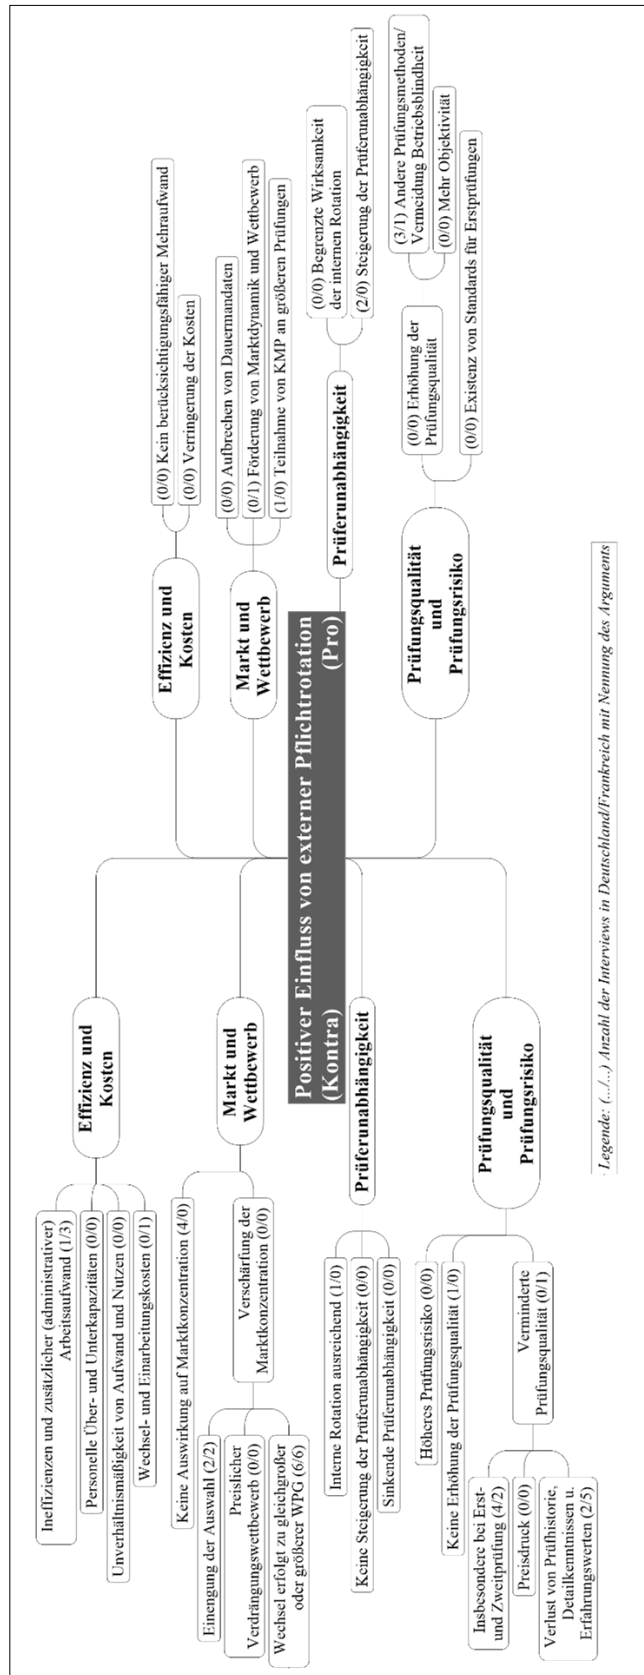 Positiver Einfluss von externer Pflichtrotation
(Kontra) (Pro)
Effizienz und
Kosten
Ineffizienzen und zusätzlicher (administrativer)
Arbeitsaufwand (1/3)
Personelle Über- und Unterkapazitäten (0/0)
Unverhältnismäßigkeit von Aufwand und Nutzen (0/0)
Wechsel- und Einarbeitungskosten (0/1)
Markt und
Wettbewerb
Keine Auswirkung auf Marktkonzentration (4/0)
Verschärfung der
Marktkonzentration (0/0)
Einengung der Auswahl (2/2)
Preislicher
Verdrängungswettbewerb (0/0)
Wechsel erfolgt zu gleichgroßer
oder größerer WPG (6/6)
Prüferunabhängigkeit
Interne Rotation ausreichend (1/0)
Keine Steigerung der Prüferunabhängigkeit (0/0)
Sinkende Prüferunabhängigkeit (0/0)
Prüfungsqualität
und
Prüfungsrisiko
Höheres Prüfungsrisiko (0/0)
Keine Erhöhung der Prüfungsqualität (1/0)
Verminderte
Prüfungsqualität (0/1)
Insbesondere bei Erst-
und Zweitprüfung (4/2)
Preisdruck (0/0)
Verlust von Prüfhistorie,
Detailkenntnissen u.
Erfahrungswerten (2/5)
Effizienz und
Kosten
(0/0) Kein berücksichtigungsfähiger Mehraufwand
(0/0) Verringerung der Kosten
Markt und
Wettbewerb
(0/0) Aufbrechen von Dauermandaten
(0/1) Förderung von Marktdynamik und Wettbewerb
(1/0) Teilnahme von KMP an größeren Prüfungen
Prüferunabhängigkeit
(0/0) Begrenzte Wirksamkeit
der internen Rotation
(2/0) Steigerung der Prüferunabhängigkeit
Prüfungsqualität
und
Prüfungsrisiko
(0/0) Erhöhung der
Prüfungsqualität
(3/1) Andere Prüfungsmethoden/
Vermeidung Betriebsblindheit
(0/0) Mehr Objektivität
(0/0) Existenz von Standards für Erstprüfungen
Legende: (.../...) Anzahl der Interviews in Deutschland/Frankreich mit Nennung des Arguments